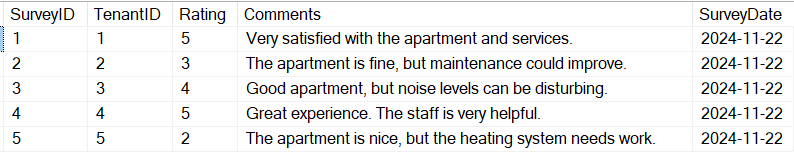 SurveyID TenantID Rating Comments SurveyDate
1 1 5 Very satisfied with the apartment and services. 2024-11-22
2 2 3 The apartment is fine, but maintenance could improve. 2024-11-22
3 3 4 Good apartment, but noise levels can be disturbing. 2024-11-22
4 4 5 Great experience. The staff is very helpful. 2024-11-22
5 5 2 The apartment is nice, but the heating system needs work. 2024-11-22